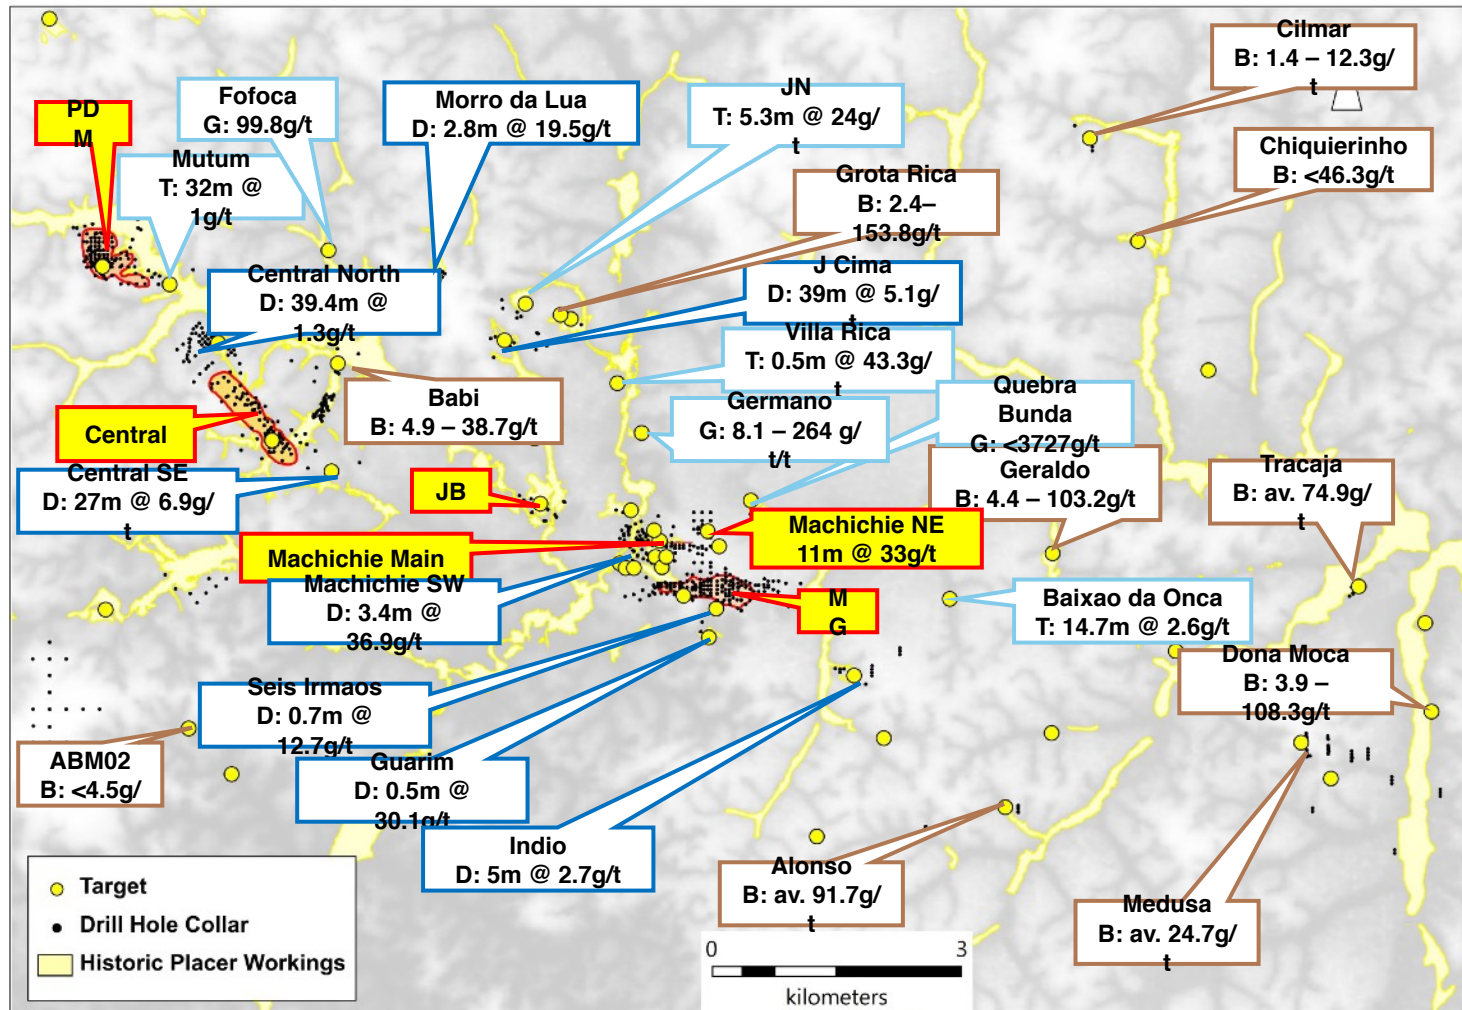 Cilmar
B: 1.4 – 12.3g/
t
Fofoca
G: 99.8g/t
Morro da Lua
D: 2.8m @ 19.5g/t
JN
T: 5.3m @ 24g/
t
PD
M
Mutum
T: 32m @
1g/t
Chiquierinho
B: <46.3g/t
Grota Rica
B: 2.4–
153.8g/t
Central North
D: 39.4m @
1.3g/t
J Cima
D: 39m @ 5.1g/
t
Villa Rica
T: 0.5m @ 43.3g/
t
Babi
B: 4.9 – 38.7g/t
Quebra
Bunda
G: <3727g/t
Germano
G: 8.1 – 264 g/
t/t
Central
Central SE
D: 27m @ 6.9g/
t
JB
Geraldo
B: 4.4 – 103.2g/t
Tracaja
B: av. 74.9g/
t
Machichie NE
11m @ 33g/t
Machichie Main
Machichie SW
D: 3.4m @
36.9g/t
M
G
Baixao da Onca
T: 14.7m @ 2.6g/t
Dona Moca
B: 3.9 –
108.3g/t
Seis Irmaos
D: 0.7m @
12.7g/t
ABM02
B: <4.5g/
Guarim
D: 0.5m @
30.1g/t
Indio
D: 5m @ 2.7g/t
Alonso
B: av. 91.7g/
t
Medusa
B: av. 24.7g/
t
Target
Drill Hole Collar
Historic Placer Workings
0 3
kilometers